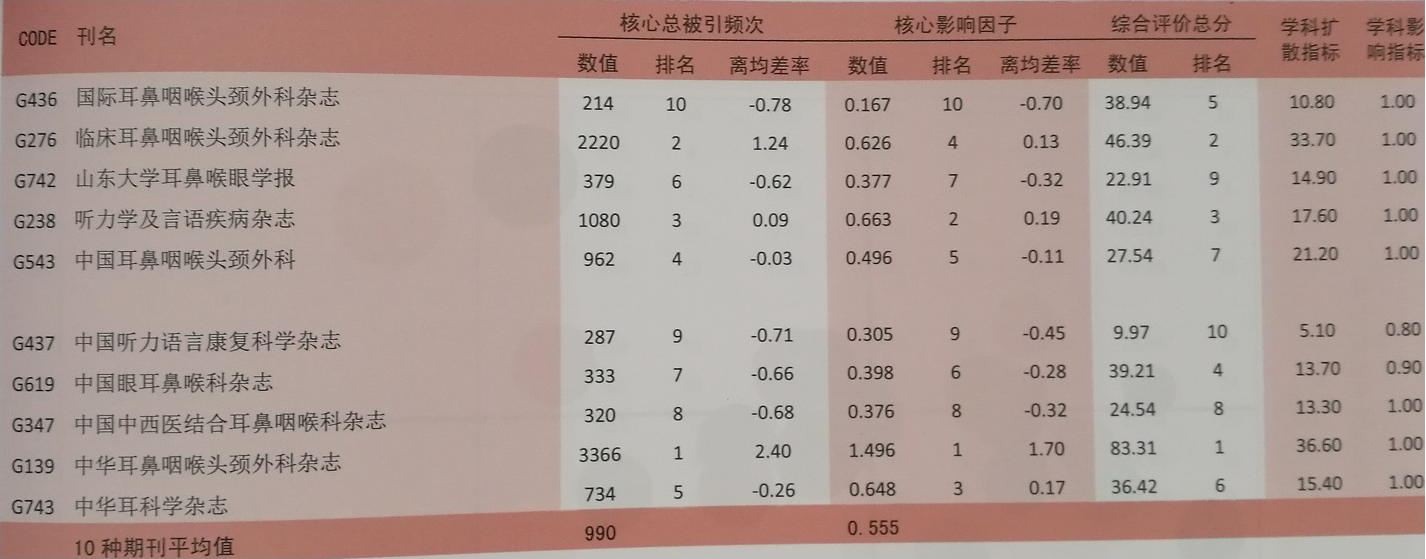 CODE 刊名 核心总被引频次 核心影响因子 综合评价总分 学科扩散指标 学科影响指标
数值 排名 离均差率 数值 排名 离均差率 数值 排名
G436 国际耳鼻咽喉头颈外科杂志 214 10 -0.78 0.167 10 -0.70 38.94 5 10.80 1.00
G276 临床耳鼻咽喉头颈外科杂志 2220 2 1.24 0.626 4 0.13 46.39 2 33.70 1.00
G742 山东大学耳鼻喉眼学报 379 6 -0.62 0.377 7 -0.32 22.91 9 14.90 1.00
G238 听力学及言语疾病杂志 1080 3 0.09 0.663 2 0.19 40.24 3 17.60 1.00
G543 中国耳鼻咽喉头颈外科 962 4 -0.03 0.496 5 -0.11 27.54 7 21.20 1.00
G437 中国听力语言康复科学杂志 287 9 -0.71 0.305 9 -0.45 9.97 10 5.10 0.80
G619 中国眼耳鼻喉科杂志 333 7 -0.66 0.398 6 -0.28 39.21 4 13.70 0.90
G347 中国中西医结合耳鼻咽喉科杂志 320 8 -0.68 0.376 8 -0.32 24.54 8 13.30 1.00
G139 中华耳鼻咽喉头颈外科杂志 3366 1 2.40 1.496 1 1.70 83.31 1 36.60 1.00
G743 中华耳科学杂志 734 5 -0.26 0.648 3 0.17 36.42 6 15.40 1.00
10种期刊平均值 990 0.555